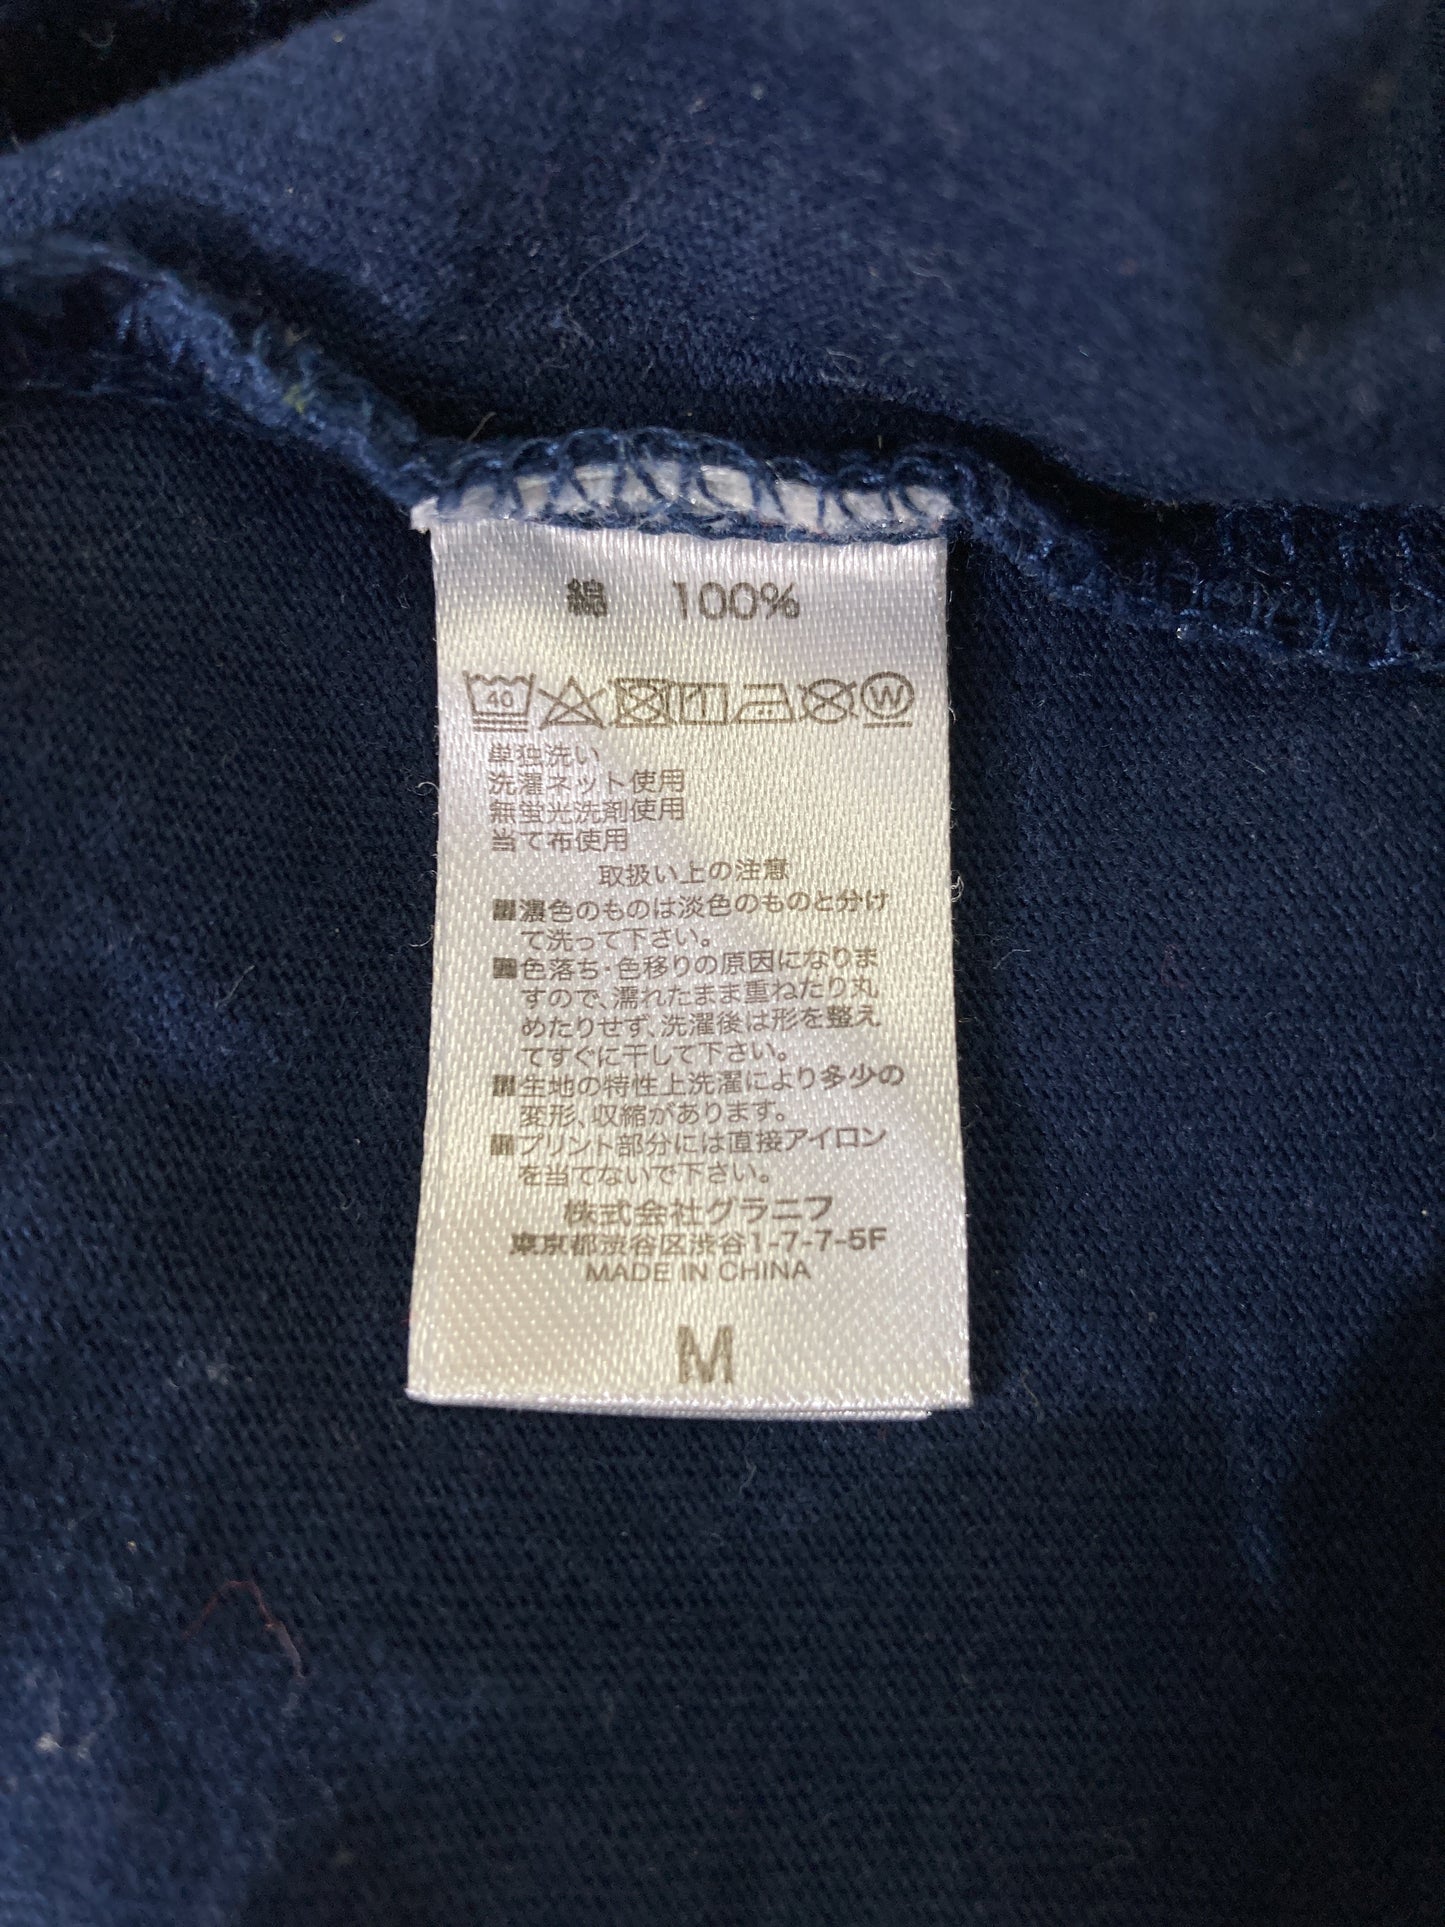 綿 100%
40 W
単独洗い
洗濯ネット使用
無蛍光洗剤使用
当て布使用
取扱い上の注意
■濃色のものは淡色のものと分け
て洗って下さい。
■色落ち・色移りの原因になりま
すので、濡れたまま重ねたり丸
めたりせず、洗濯後は形を整え
てすぐに干して下さい。
■生地の特性上洗濯により多少の
変形、収縮があります。
■プリント部分には直接アイロン
を当てないで下さい。
株式会社グラニフ
東京都渋谷区渋谷1-7-7-5F
MADE IN CHINA
M